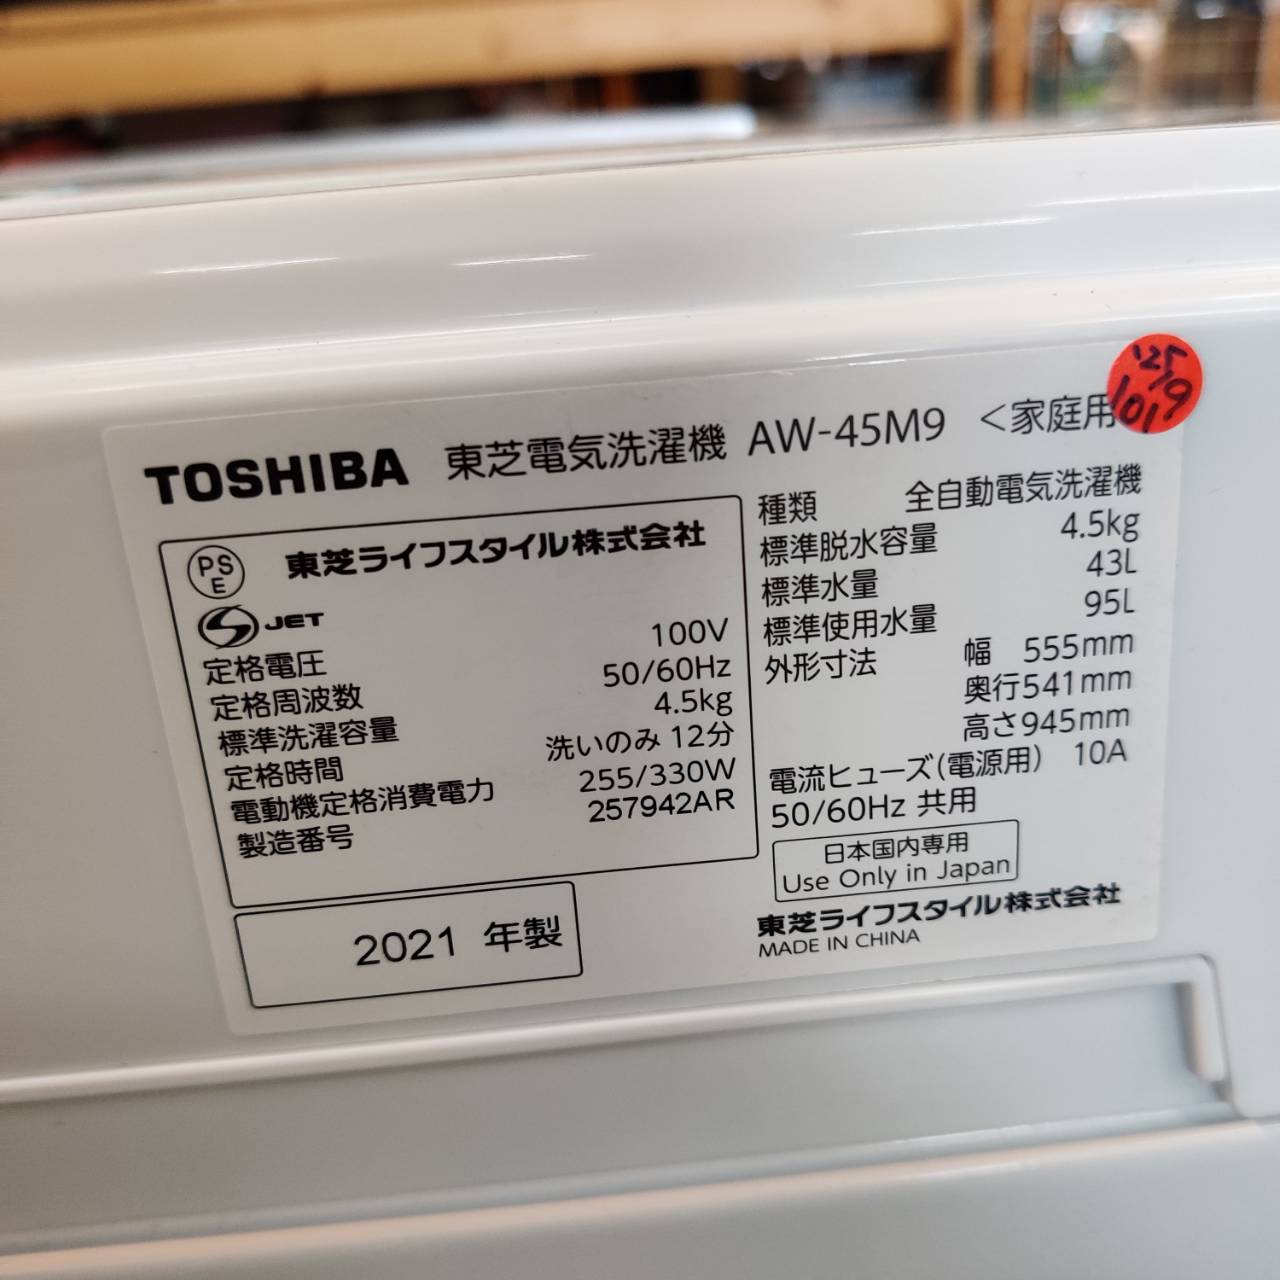 TOSHIBA 東芝電気洗濯機 AW-45M9 <家庭用
'25
10/9
PS
E
東芝ライフスタイル株式会社
S JET
定格電圧 100V
定格周波数 50/60Hz
標準洗濯容量 4.5kg
定格時間 洗いのみ 12分
電動機定格消費電力 255/330W
製造番号 257942AR
2021 年製
種類 全自動電気洗濯機
標準脱水容量 4.5kg
標準水量 43L
標準使用水量 95L
外形寸法 幅 555mm
奥行541mm
高さ945mm
電流ヒューズ(電源用) 10A
50/60Hz 共用
日本国内専用
Use Only in Japan
東芝ライフスタイル株式会社
MADE IN CHINA